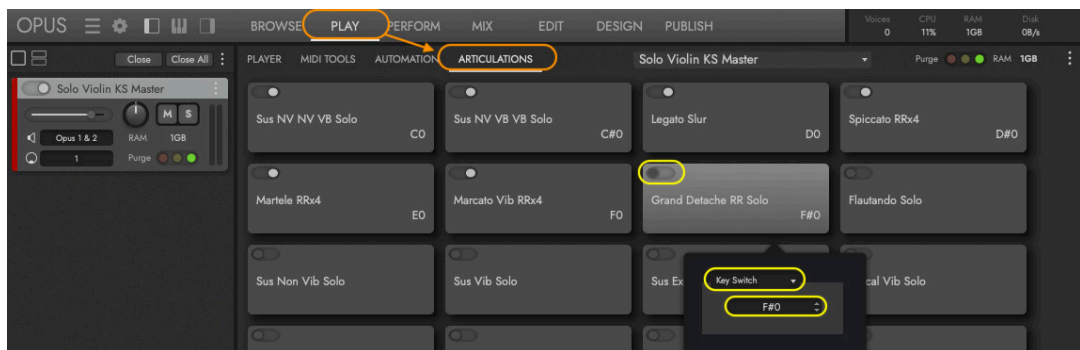 OPUS
BROWSE PLAY PERFORM MIX EDIT DESIGN PUBLISH
Voices CPU RAM Disk
0 11% 1GB 0B/s
Close Close All
PLAYER MIDI TOOLS AUTOMATION ARTICULATIONS
Solo Violin KS Master
Purge RAM 1GB
Solo Violin KS Master
M S
Opus 1 & 2 RAM 1GB
1 Purge
Sus NV NV VB Solo
C0
Sus NV VB VB Solo
C#0
Legato Slur
D0
Spiccato RRx4
D#0
Martele RRx4
E0
Marcato Vib RRx4
F0
Grand Detache RR Solo
F#0
Flautando Solo
Sus Non Vib Solo
Sus Vib Solo
Sus Ex
cal Vib Solo
Key Switch
F#0